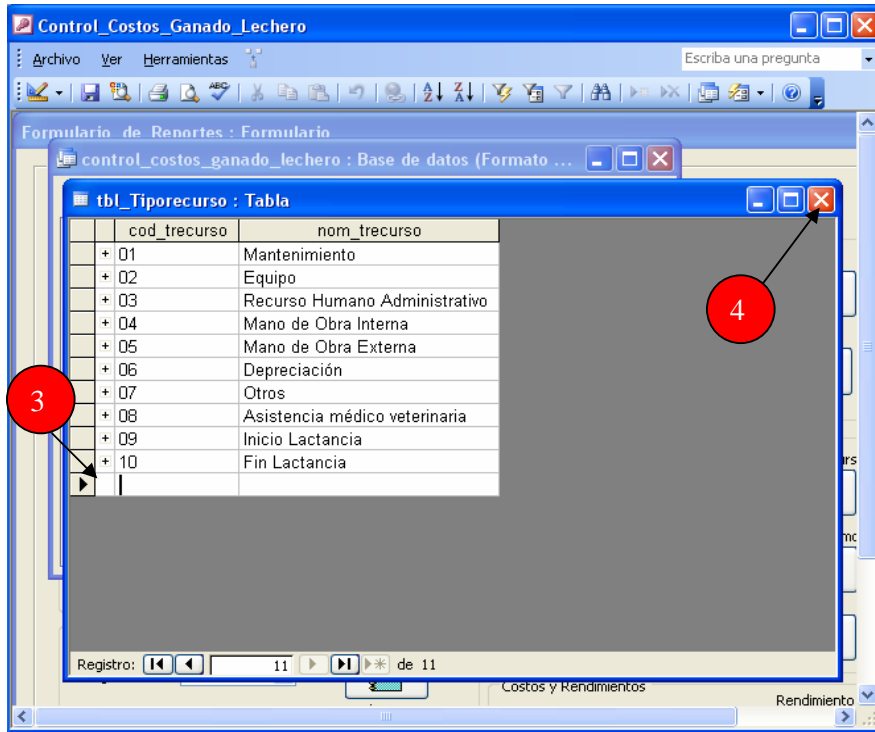 Control_Costos_Ganado_Lechero
Archivo Ver Herramientas Escriba una pregunta
Formulario de Reportes : Formulario
control_costos_ganado_lechero : Base de datos (Formato ...
tbl_Tiporecurso : Tabla
cod_trecurso nom_trecurso
01 Mantenimiento
02 Equipo
03 Recurso Humano Administrativo
04 Mano de Obra Interna
05 Mano de Obra Externa
06 Depreciación
07 Otros
08 Asistencia médico veterinaria
09 Inicio Lactancia
10 Fin Lactancia
3
4
Registro: 11 de 11
Costos y Rendimientos
Rendimiento